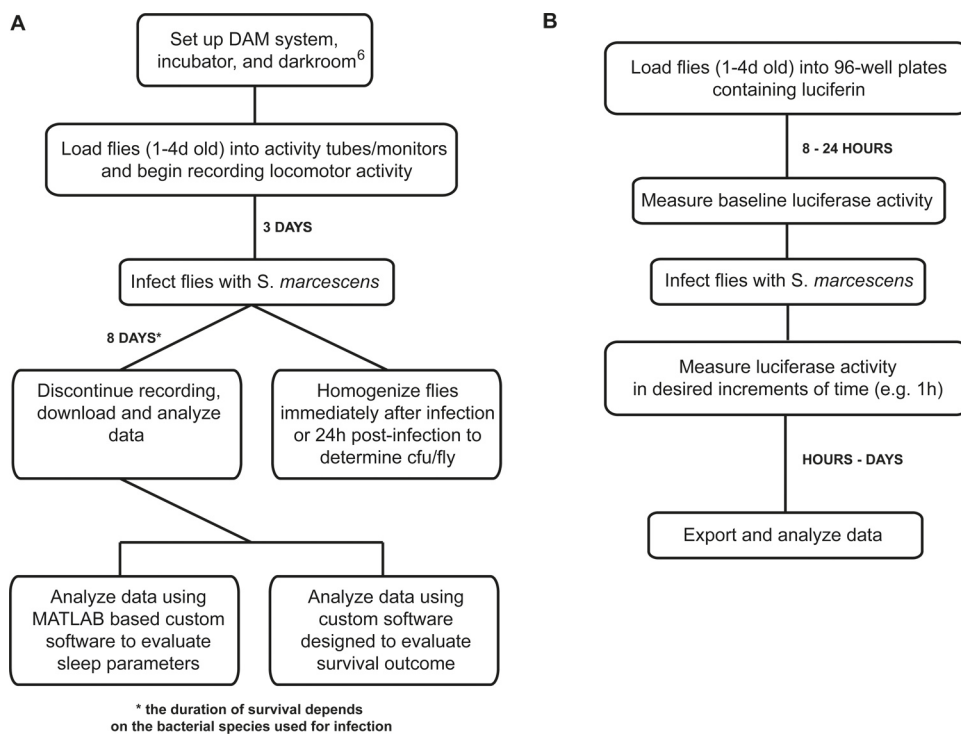 A
Set up DAM system,
incubator, and darkroom6
Load flies (1-4d old) into activity tubes/monitors
and begin recording locomotor activity
3 DAYS
Infect flies with S. marcescens
8 DAYS*
Discontinue recording,
download and analyze
data
Homogenize flies
immediately after infection
or 24h post-infection to
determine cfu/fly
Analyze data using
MATLAB based custom
software to evaluate
sleep parameters
Analyze data using
custom software
designed to evaluate
survival outcome
* the duration of survival depends
on the bacterial species used for infection
B
Load flies (1-4d old) into 96-well plates
containing luciferin
8 - 24 HOURS
Measure baseline luciferase activity
Infect flies with S. marcescens
Measure luciferase activity
in desired increments of time (e.g. 1h)
HOURS - DAYS
Export and analyze data